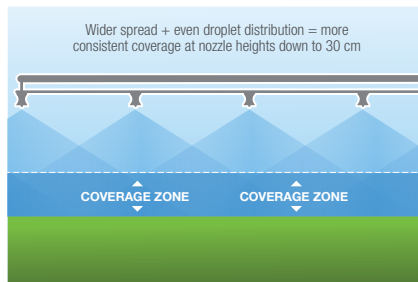 Wider spread + even droplet distribution = more
consistent coverage at nozzle heights down to 30 cm
COVERAGE ZONE COVERAGE ZONE